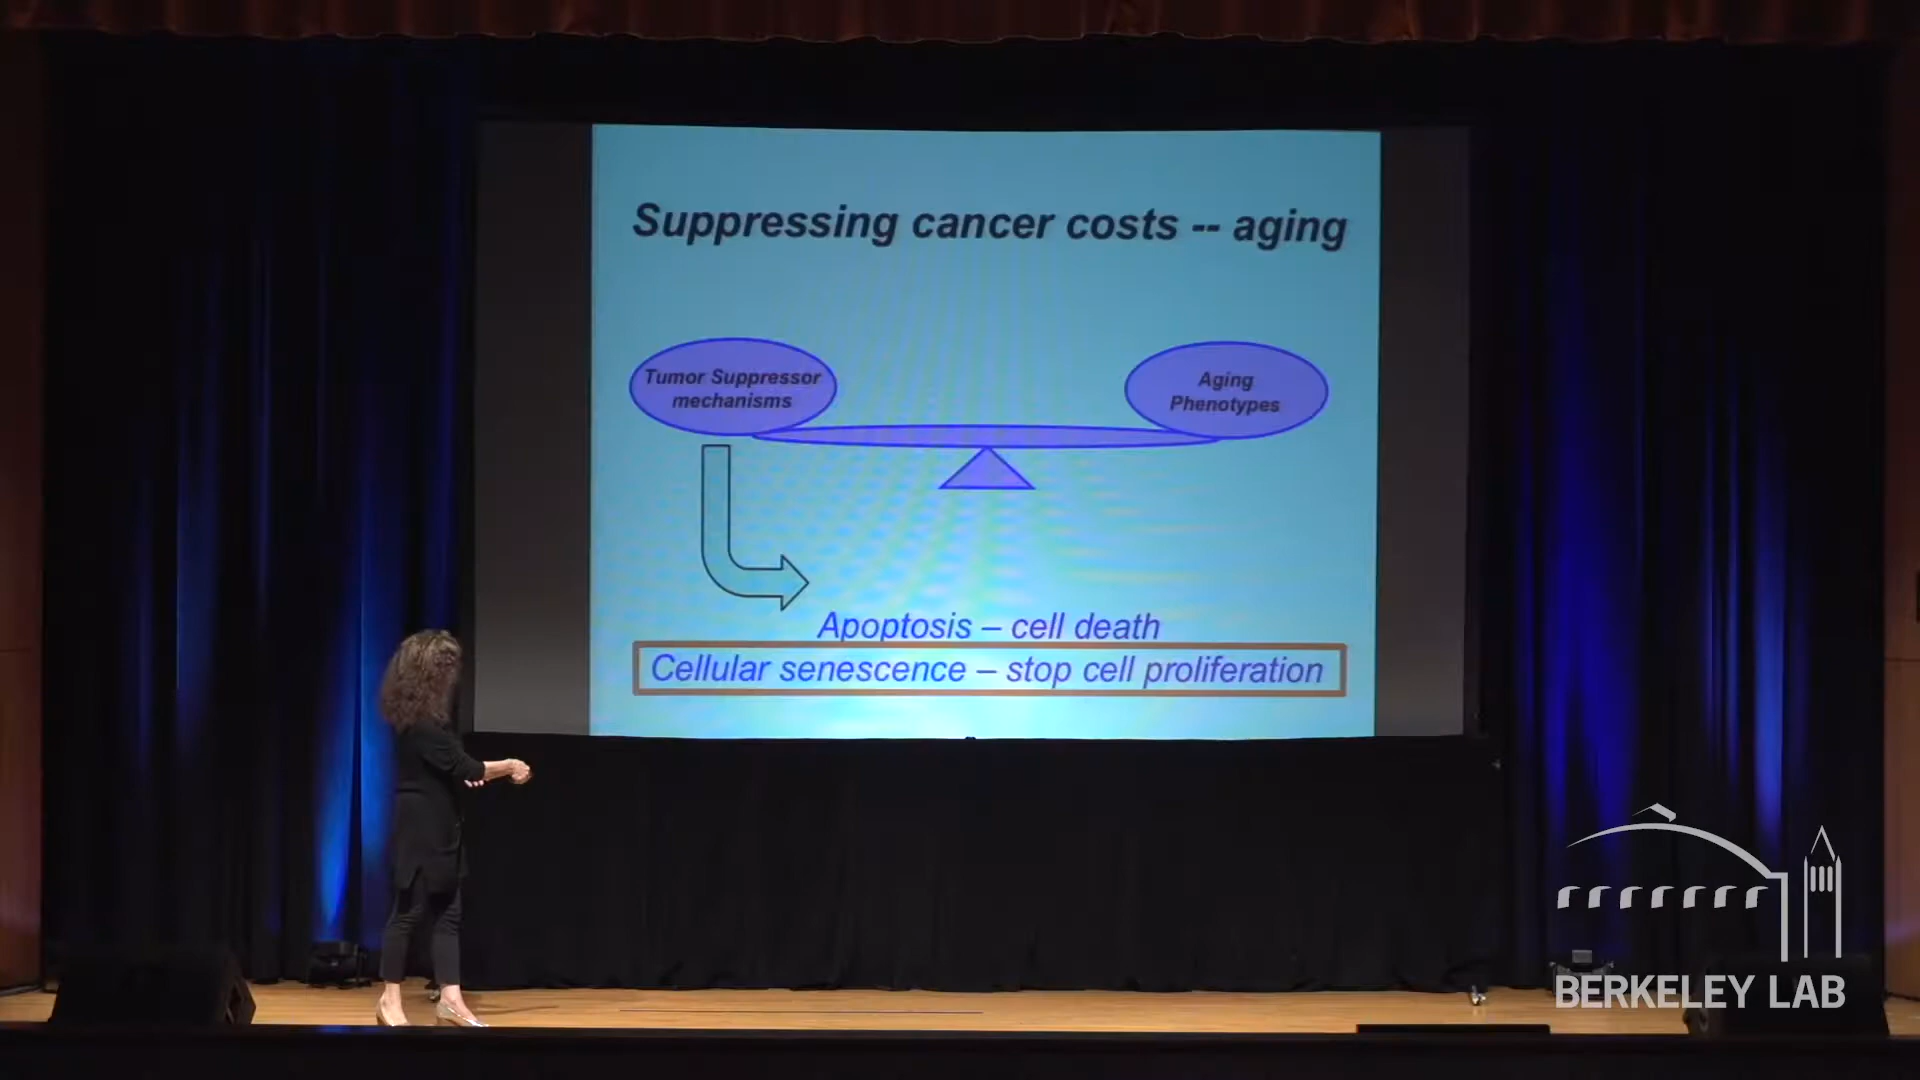 Suppressing cancer costs -- aging
Tumor Suppressor
mechanisms
Aging
Phenotypes
Apoptosis – cell death
Cellular senescence – stop cell proliferation
BERKELEY LAB